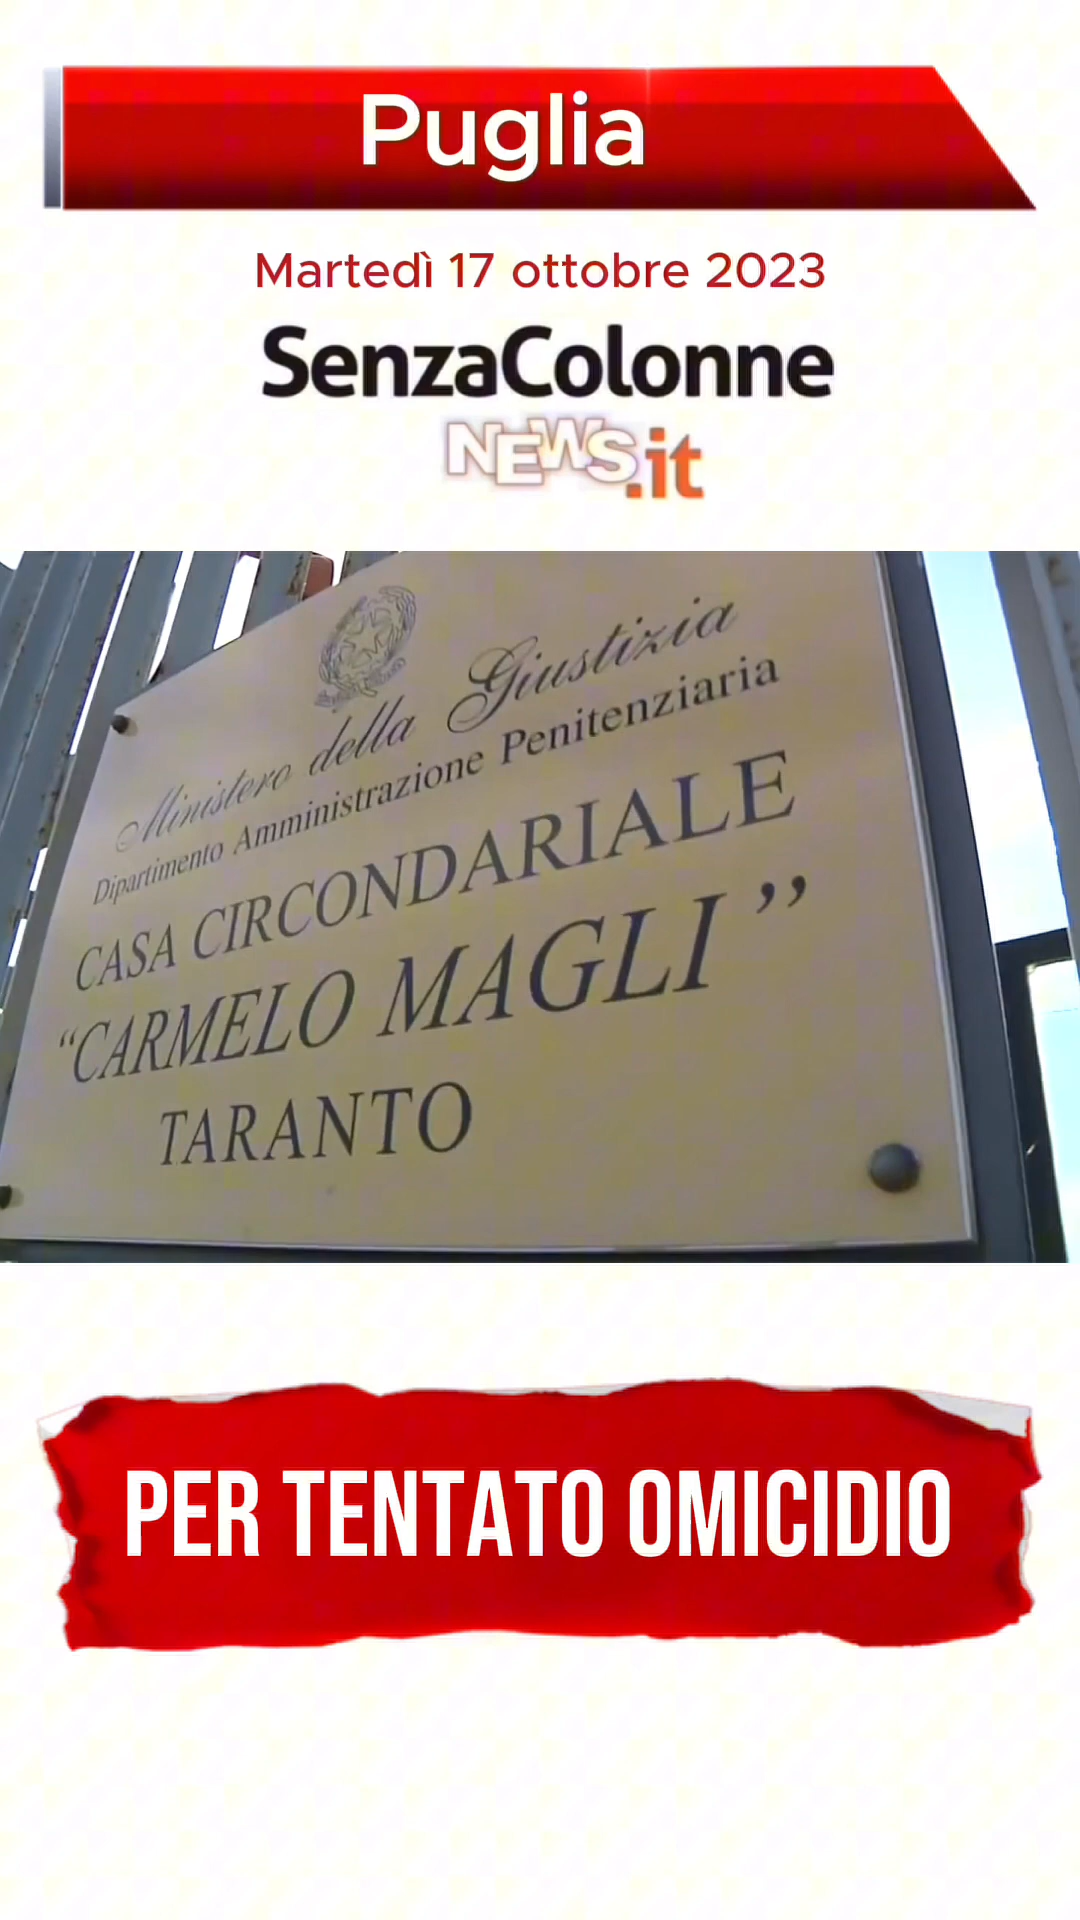 Puglia
Martedì 17 ottobre 2023
SenzaColonne
NEWS.it
Ministero della Giustizia
Dipartimento Amministrazione Penitenziaria
CASA CIRCONDARIALE
“CARMELO MAGLI”
TARANTO
PER TENTATO OMICIDIO